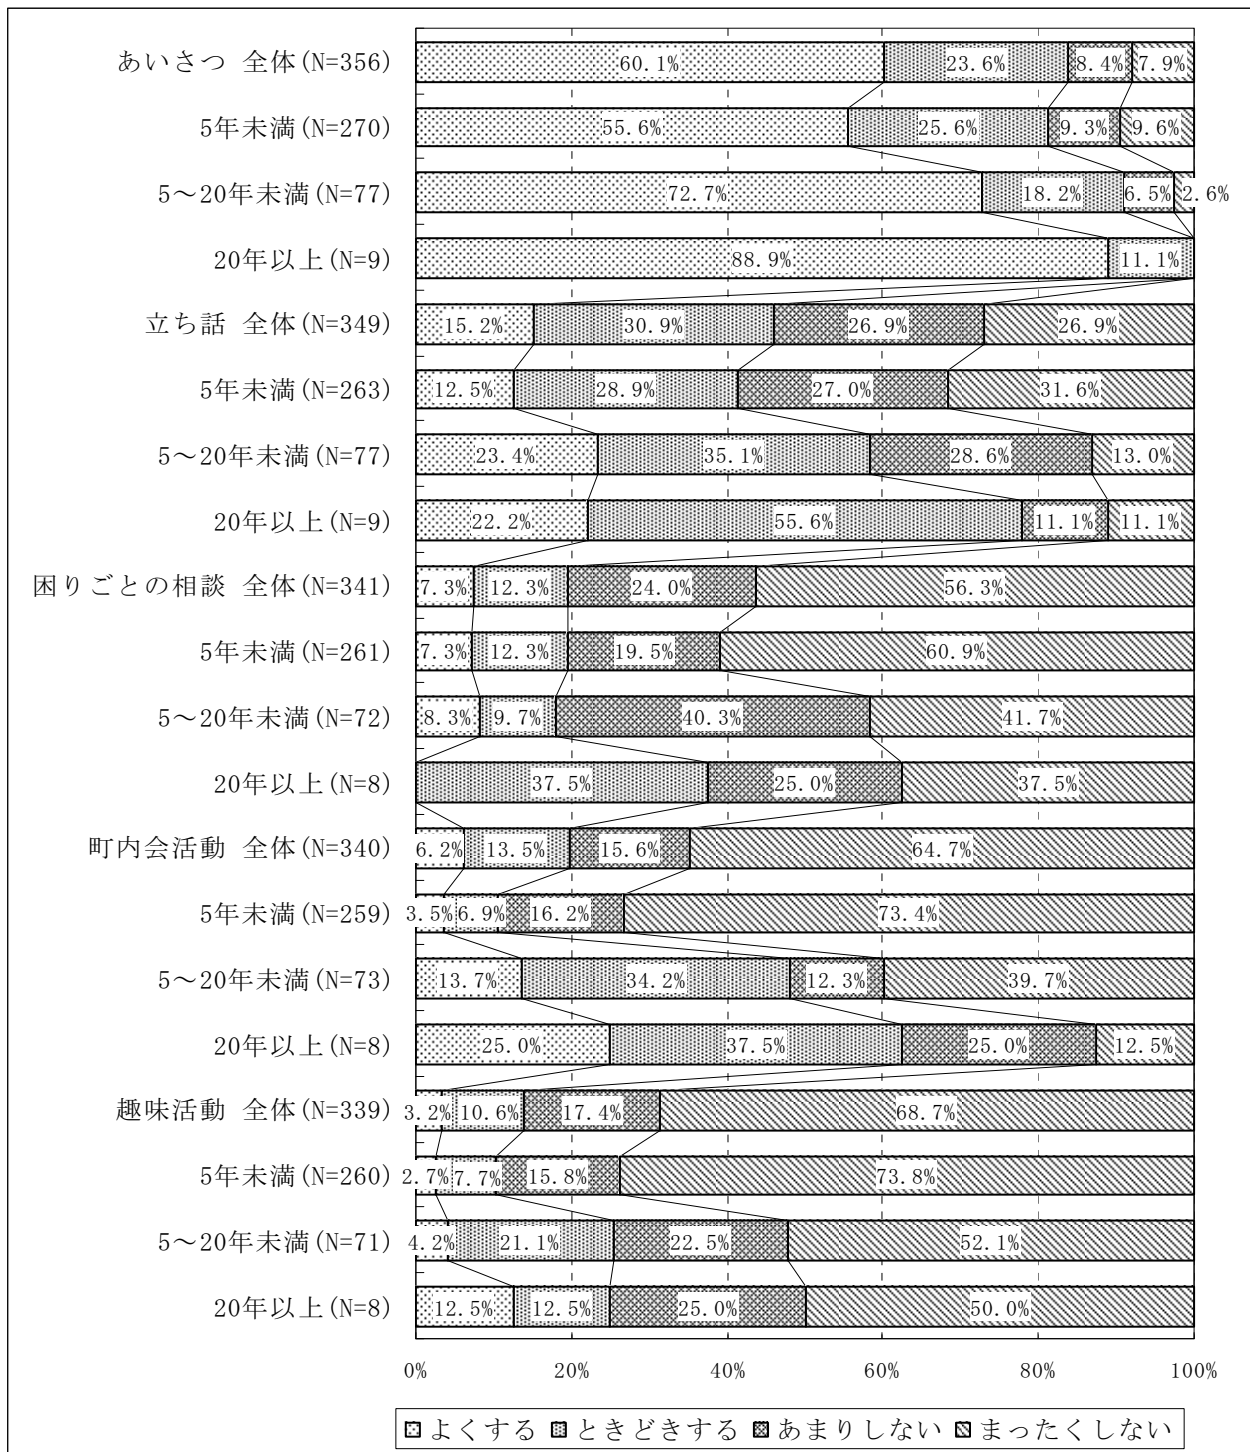 あいさつ 全体(N=356) 60.1% 23.6% 8.4% 7.9%
5年未満(N=270) 55.6% 25.6% 9.3% 9.6%
5～20年未満(N=77) 72.7% 18.2% 6.5% 2.6%
20年以上(N=9) 88.9% 11.1%
立ち話 全体(N=349) 15.2% 30.9% 26.9% 26.9%
5年未満(N=263) 12.5% 28.9% 27.0% 31.6%
5～20年未満(N=77) 23.4% 35.1% 28.6% 13.0%
20年以上(N=9) 22.2% 55.6% 11.1% 11.1%
困りごとの相談 全体(N=341) 7.3% 12.3% 24.0% 56.3%
5年未満(N=261) 7.3% 12.3% 19.5% 60.9%
5～20年未満(N=72) 8.3% 9.7% 40.3% 41.7%
20年以上(N=8) 37.5% 25.0% 37.5%
町内会活動 全体(N=340) 6.2% 13.5% 15.6% 64.7%
5年未満(N=259) 3.5% 6.9% 16.2% 73.4%
5～20年未満(N=73) 13.7% 34.2% 12.3% 39.7%
20年以上(N=8) 25.0% 37.5% 25.0% 12.5%
趣味活動 全体(N=339) 3.2% 10.6% 17.4% 68.7%
5年未満(N=260) 2.7% 7.7% 15.8% 73.8%
5～20年未満(N=71) 4.2% 21.1% 22.5% 52.1%
20年以上(N=8) 12.5% 12.5% 25.0% 50.0%
0% 20% 40% 60% 80% 100%
よくする ときどきする あまりしない まったくしない